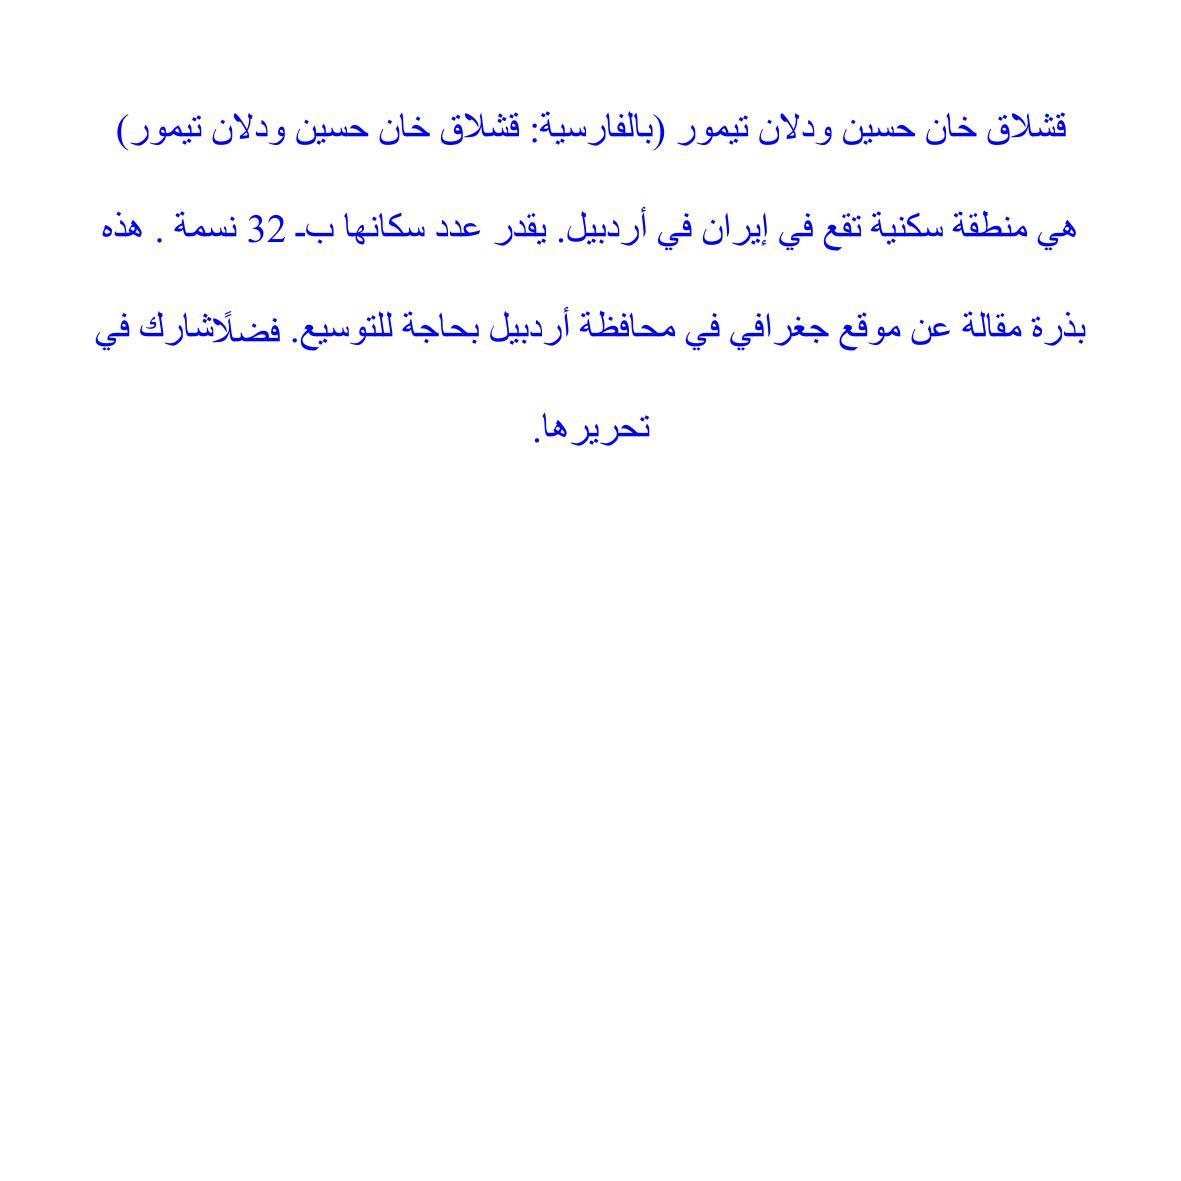 قشلاق خان حسين ودلان تيمور (بالفارسية: قشلاق خان حسين ودلان تيمور)
هي منطقة سكنية تقع في إيران في أردبيل. يقدر عدد سكانها بـ 32 نسمة . هذه
بذرة مقالة عن موقع جغرافي في محافظة أردبيل بحاجة للتوسيع. فضلًاشارك في
تحريرها.